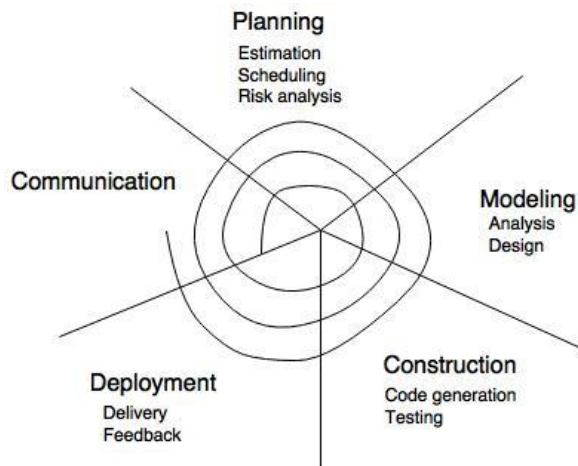 Planning
Estimation
Scheduling
Risk analysis
Communication
Modeling
Analysis
Design
Construction
Code generation
Testing
Deployment
Delivery
Feedback